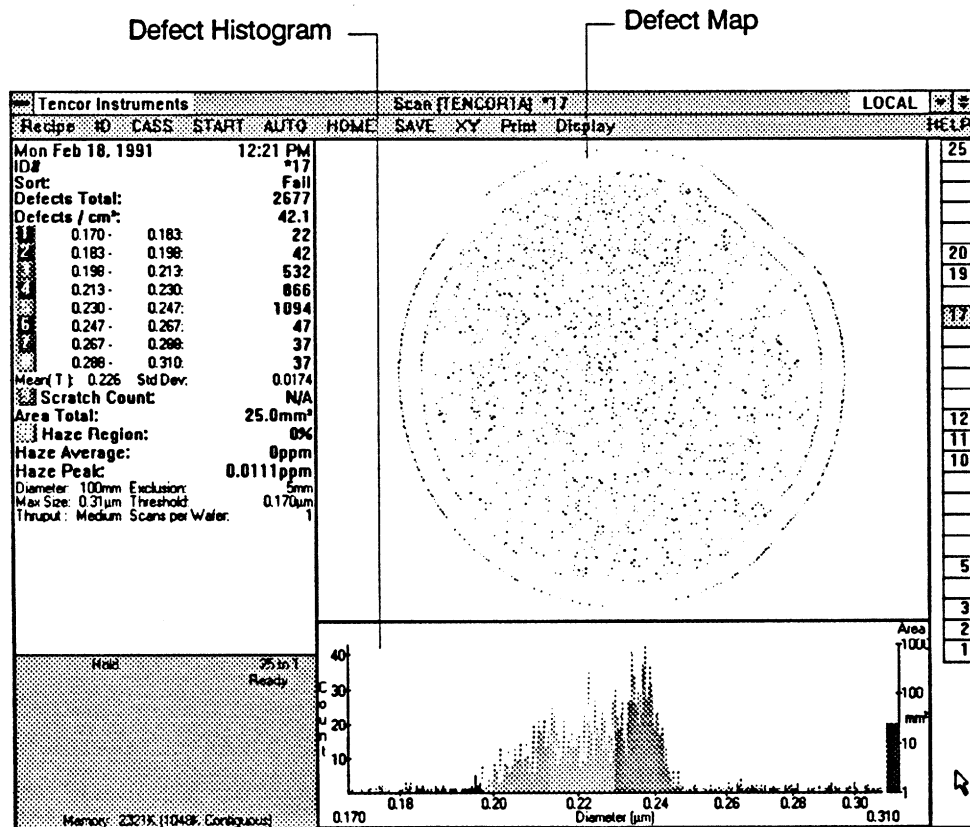 Defect Histogram
Defect Map
Tencor Instruments Scan [TENCOR1A] *17 LOCAL
Recipe ID CASS START AUTO HOME SAVE XY Print Display HELP
Mon Feb 18, 1991 12:21 PM
ID# *17
Sort: Fail
Defects Total: 2677
Defects / cm²: 42.1
1 0.170 - 0.183: 22
2 0.183 - 0.198: 42
3 0.198 - 0.213: 532
4 0.213 - 0.230: 866
0.230 - 0.247: 1094
6 0.247 - 0.267: 47
7 0.267 - 0.288: 37
0.288 - 0.310: 37
Mean( T ): 0.226 Std Dev: 0.0174
Scratch Count: N/A
Area Total: 25.0mm²
Haze Region: 0%
Haze Average: 0ppm
Haze Peak: 0.0111ppm
Diameter: 100mm Exclusion: 5mm
Max Size: 0.31µm Threshold: 0.170µm
Thruput : Medium Scans per Wafer: 1
Hold 25 to 1
Ready
Memory: 2321K (1048K Contiguous)
25
20
19
17
12
11
10
5
3
2
1
Count
40
30
20
10
Area
1000
100
mm²
10
1
0.18 0.20 0.22 0.24 0.26 0.28 0.30
0.170 Diameter (µm) 0.310